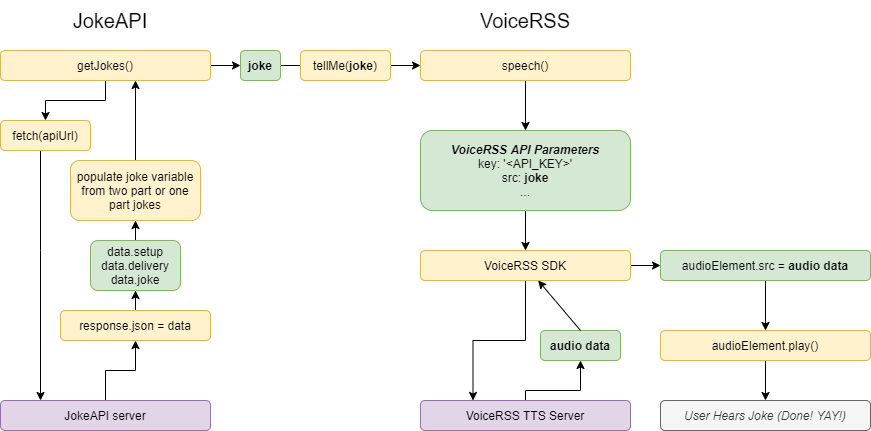 JokeAPI
VoiceRSS
getJokes()
joke
tellMe(joke)
speech()
fetch(apiUrl)
VoiceRSS API Parameters
key: '<API_KEY>'
src: joke
...
populate joke variable
from two part or one
part jokes
data.setup
data.delivery
data.joke
VoiceRSS SDK
audioElement.src = audio data
response.json = data
audio data
audioElement.play()
JokeAPI server
VoiceRSS TTS Server
User Hears Joke (Done! YAY!)